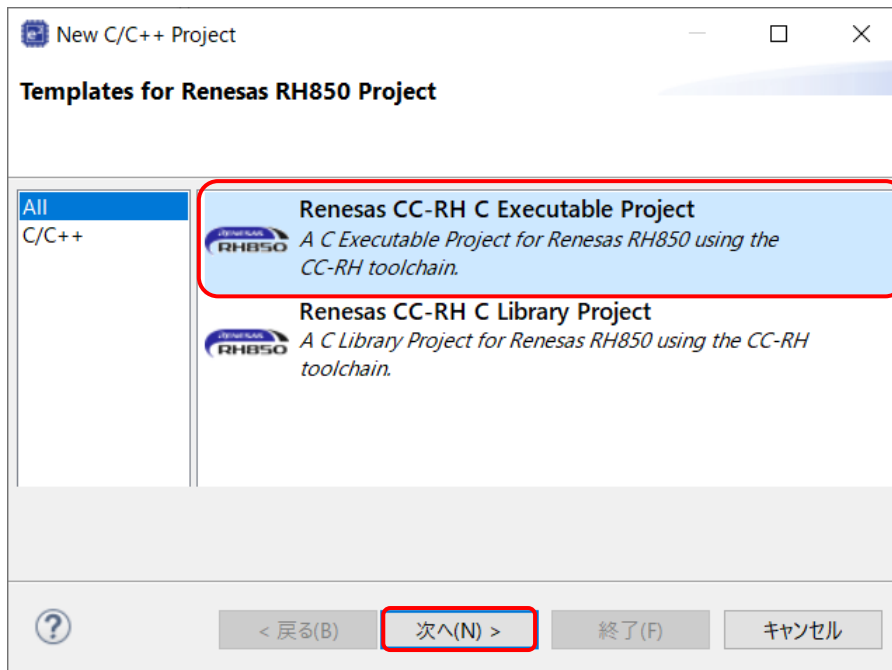 New C/C++ Project
Templates for Renesas RH850 Project
All
C/C++
Renesas CC-RH C Executable Project
RENESAS
RH850
A C Executable Project for Renesas RH850 using the
CC-RH toolchain.
Renesas CC-RH C Library Project
RENESAS
RH850
A C Library Project for Renesas RH850 using the CC-RH
toolchain.
?
< 戻る(B)
次へ(N) >
終了(F)
キャンセル